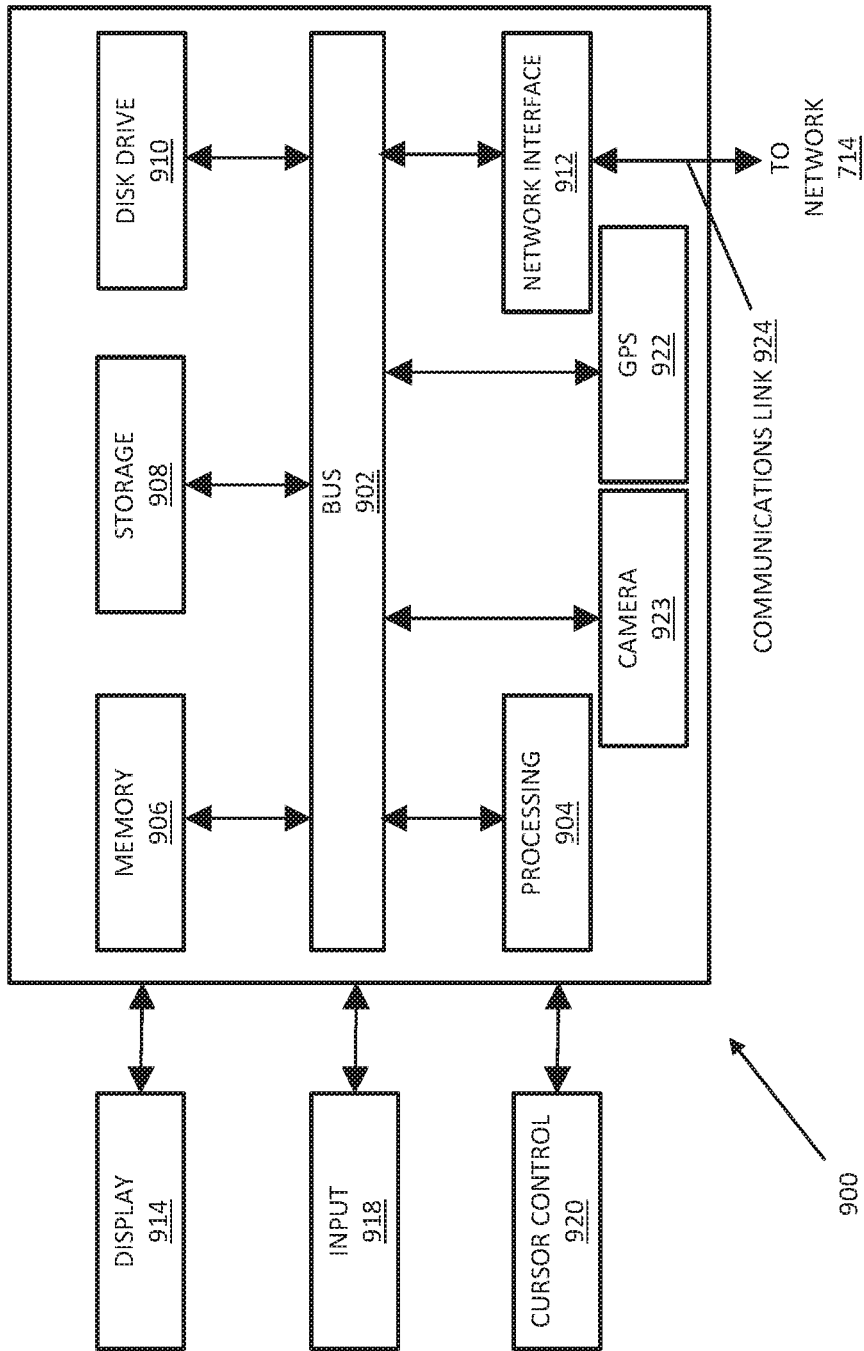 DISPLAY
914
INPUT
918
CURSOR CONTROL
920
MEMORY
906
STORAGE
908
DISK DRIVE
910
BUS
902
PROCESSING
904
CAMERA
923
GPS
922
NETWORK INTERFACE
912
COMMUNICATIONS LINK 924
TO
NETWORK
714
900